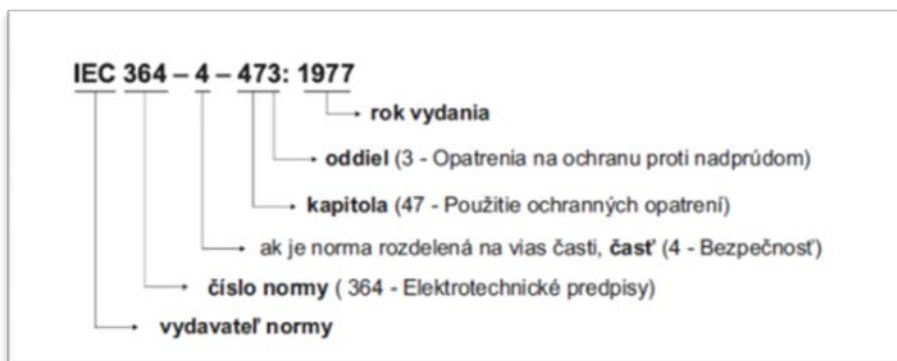 IEC 364 – 4 – 473: 1977
rok vydania
oddiel (3 - Opatrenia na ochranu proti nadprúdom)
kapitola (47 - Použitie ochranných opatrení)
ak je norma rozdelená na vias časti, časť (4 - Bezpečnosť)
číslo normy ( 364 - Elektrotechnické predpisy)
vydavateľ normy